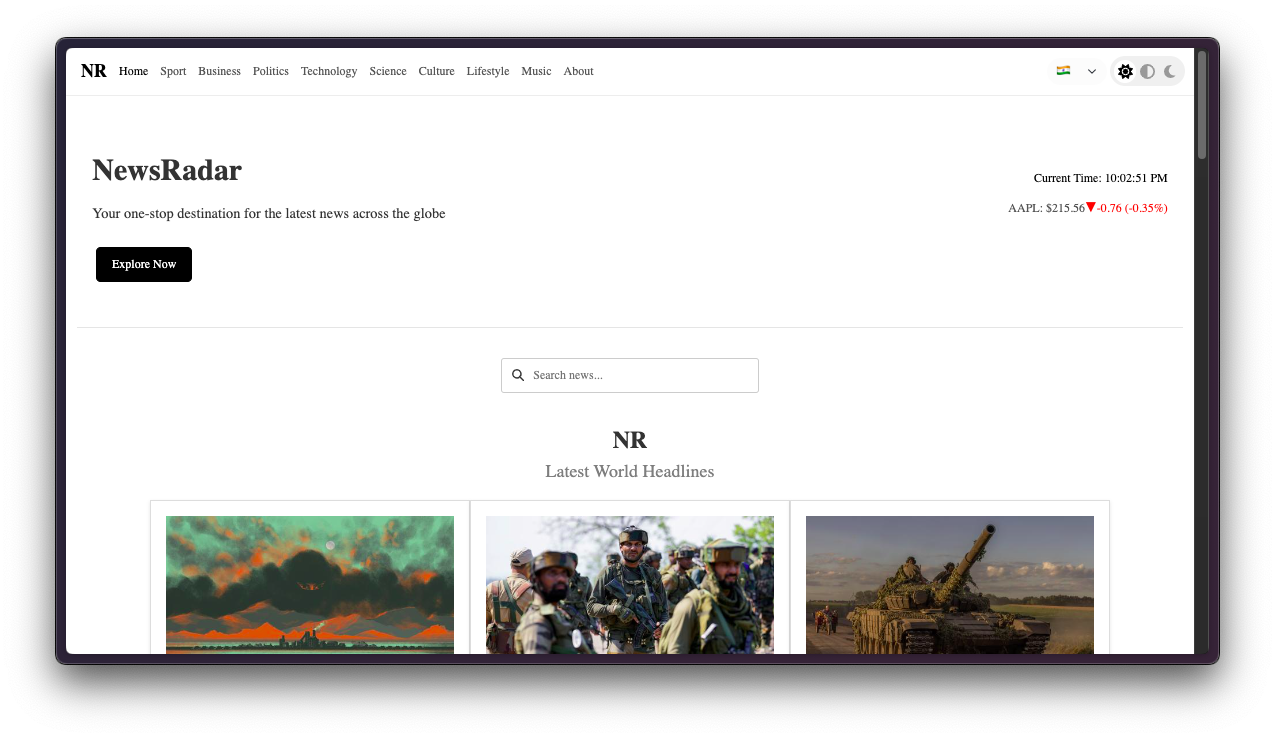 NR Home Sport Business Politics Technology Science Culture Lifestyle Music About
NewsRadar
Your one-stop destination for the latest news across the globe
Explore Now
Current Time: 10:02:51 PM
AAPL: $215.56▼-0.76 (-0.35%)
Search news...
NR
Latest World Headlines